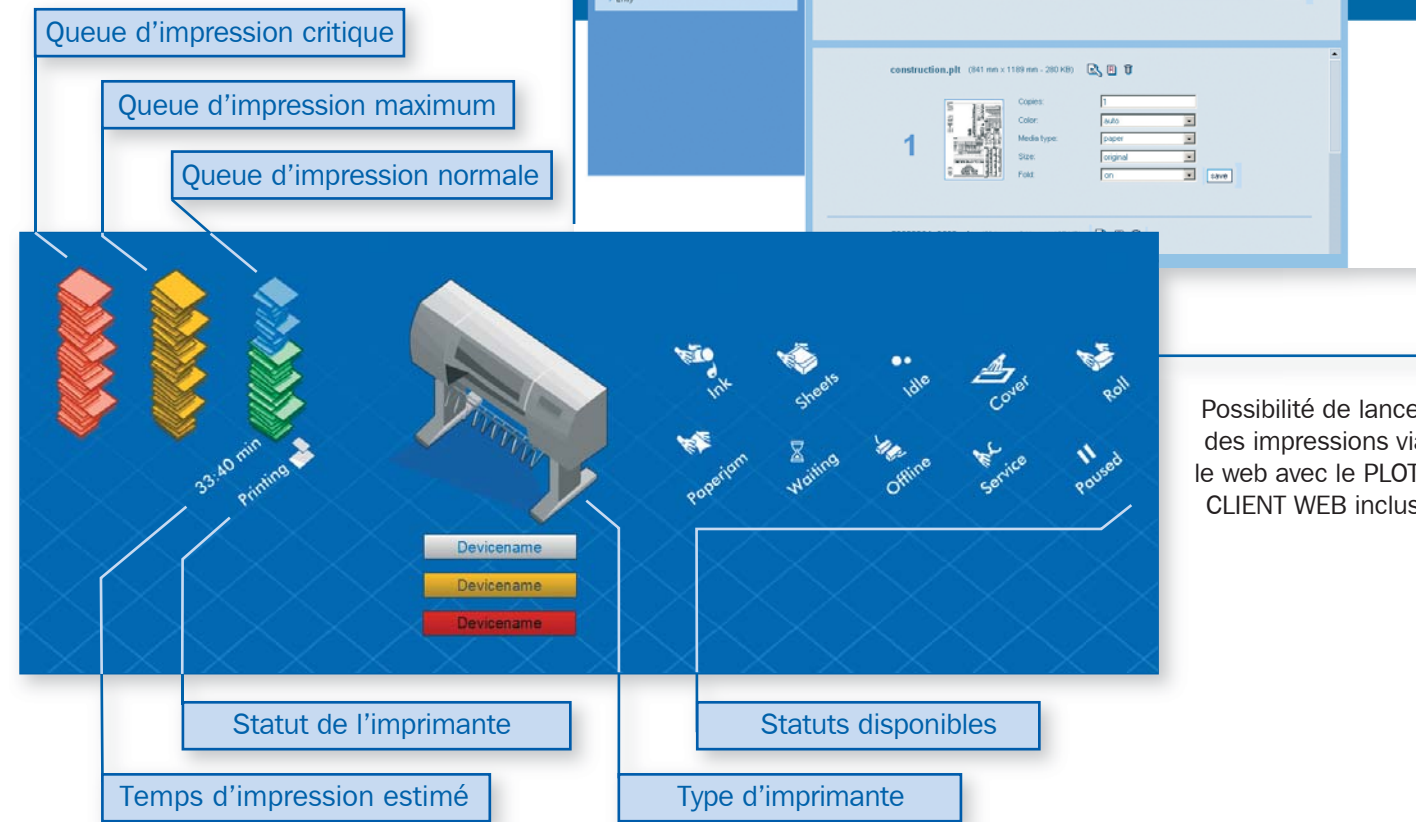 Queue d'impression critique
Queue d'impression maximum
Queue d'impression normale
construction.plt (841 mm x 1189 mm - 280 KB)
1
Copies: 1
Color: auto
Media type: paper
Size: original
Fold: on save
Ink
Sheets
Idle
Cover
Roll
Paperjam
Waiting
Offline
Service
Paused
33:40 min
Printing
Devicename
Devicename
Devicename
Possibilité de lance
des impressions via
le web avec le PLOT
CLIENT WEB inclus
Statut de l'imprimante
Statuts disponibles
Temps d'impression estimé
Type d'imprimante